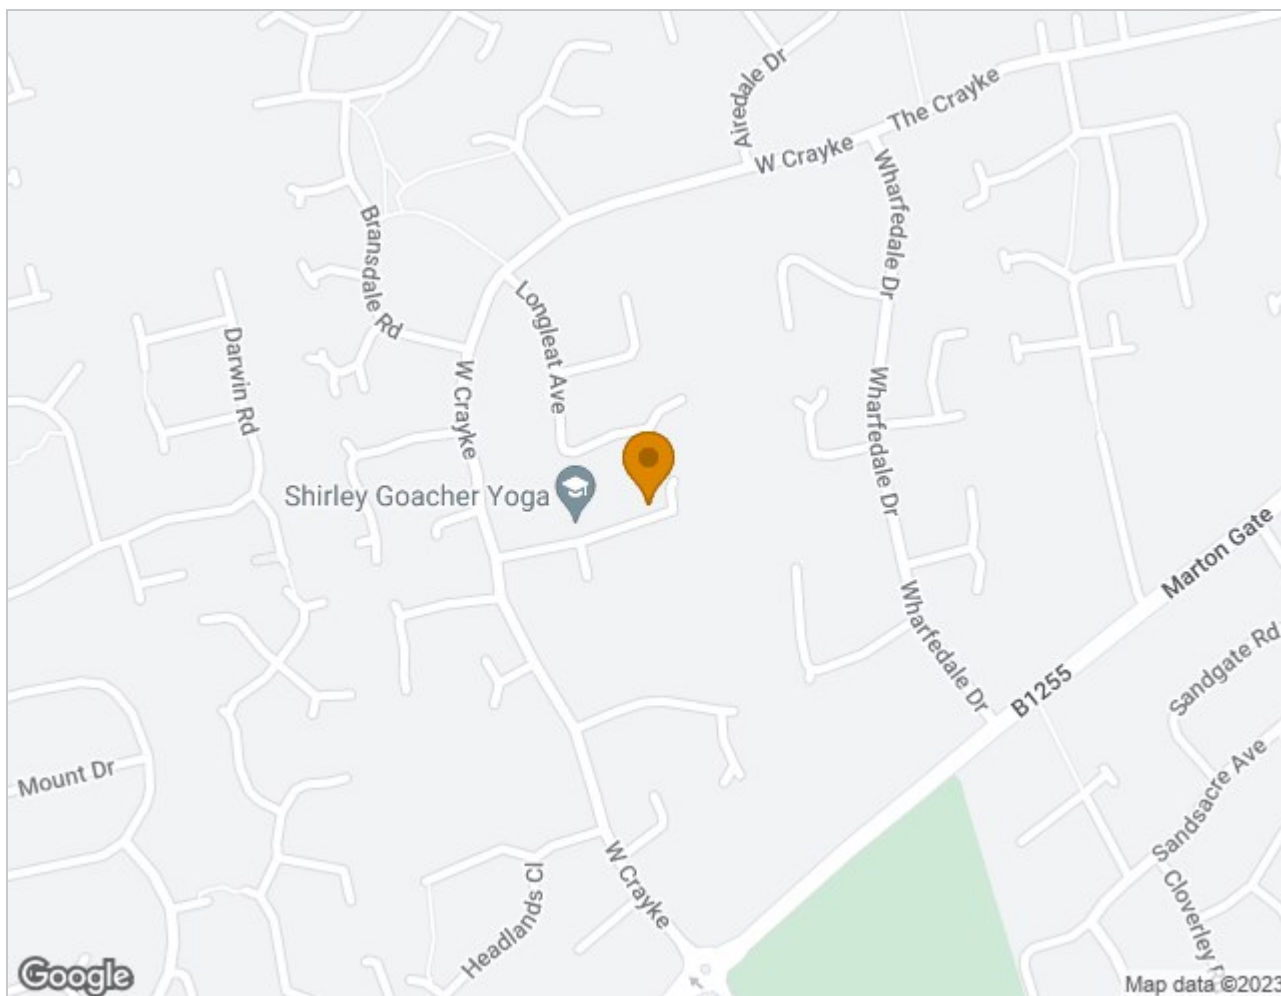 Airedale Dr
The Crayke
W Crayke
Wharfedale Dr
Bransdale Rd
Longleat Ave
Darwin Rd
W Crayke
Wharfedale Dr
Shirley Goacher Yoga
Marton Gate
Wharfedale Dr
B1255
Sandgate Rd
Mount Dr
Sandsacre Ave
W Crayke
Headlands Cl
Cloverley
Google
Map data ©2023